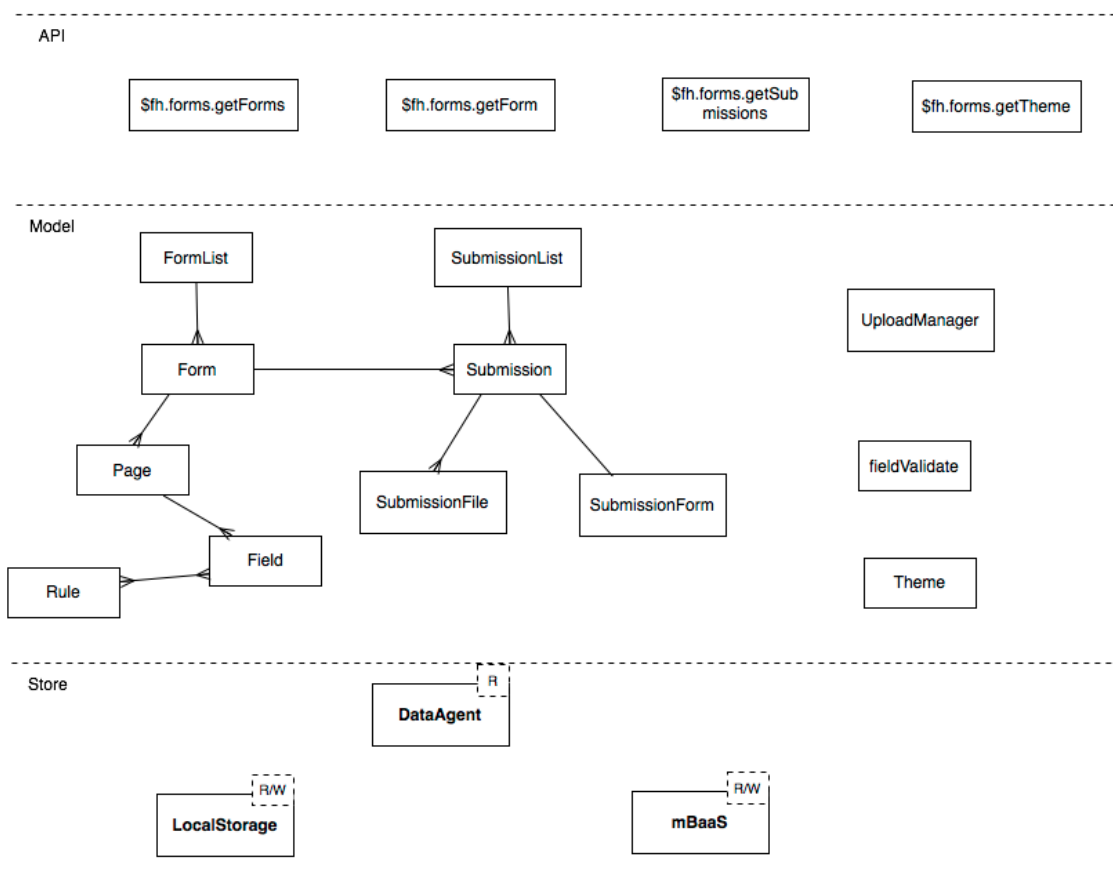 API
$fh.forms.getForms
$fh.forms.getForm
$fh.forms.getSub
missions
$fh.forms.getTheme
Model
FormList
SubmissionList
UploadManager
Form
Submission
Page
fieldValidate
SubmissionFile
SubmissionForm
Field
Rule
Theme
Store
R
DataAgent
R/W
LocalStorage
R/W
mBaaS